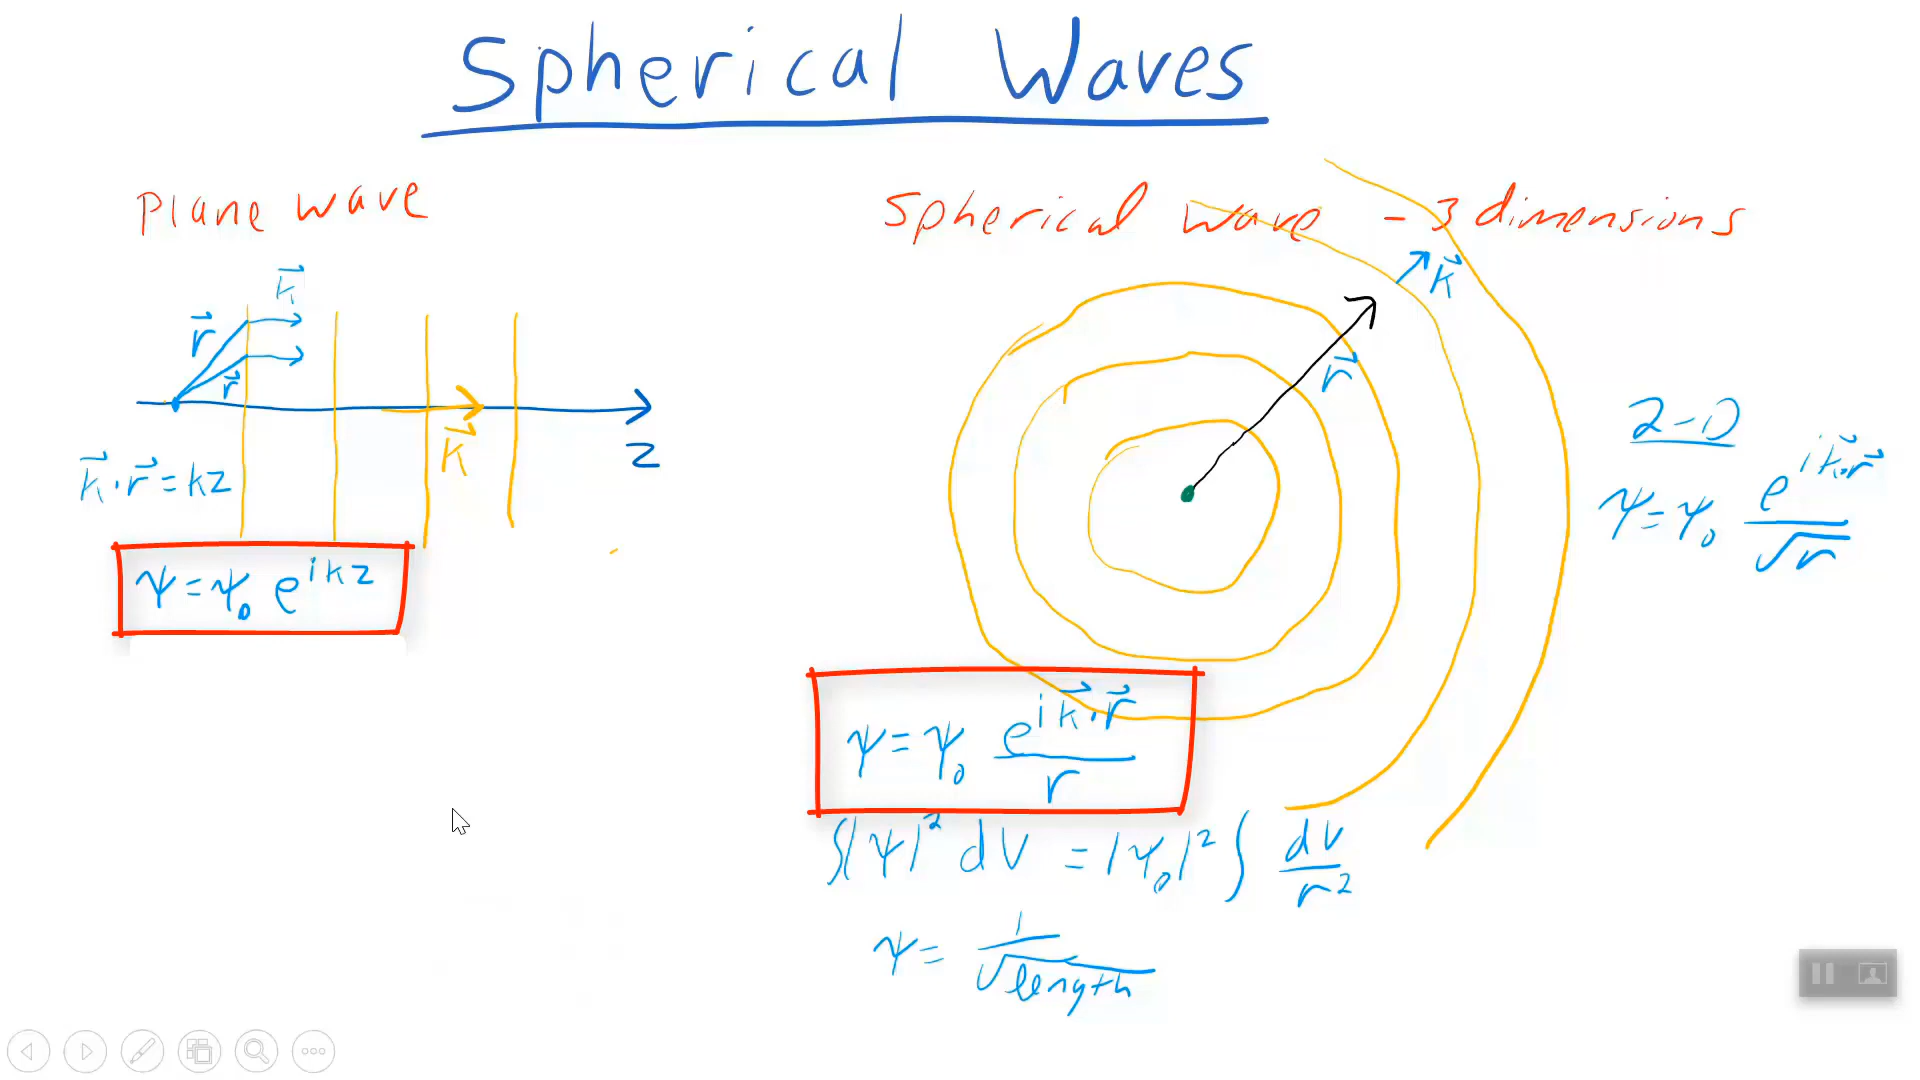 Spherical Waves
Plane wave
k⃗
r⃗
r⃗
k⃗
z
k⃗·r⃗=kz
ψ=ψ₀ e^{ikz}
Spherical wave - 3 dimensions
k⃗
r⃗
ψ=ψ₀ e^{ik⃗·r⃗}/r
∫|ψ|² dV = |ψ₀|² ∫ dV/r²
ψ= 1/√length
2-D
ψ=ψ₀ e^{ik⃗·r⃗}/√r